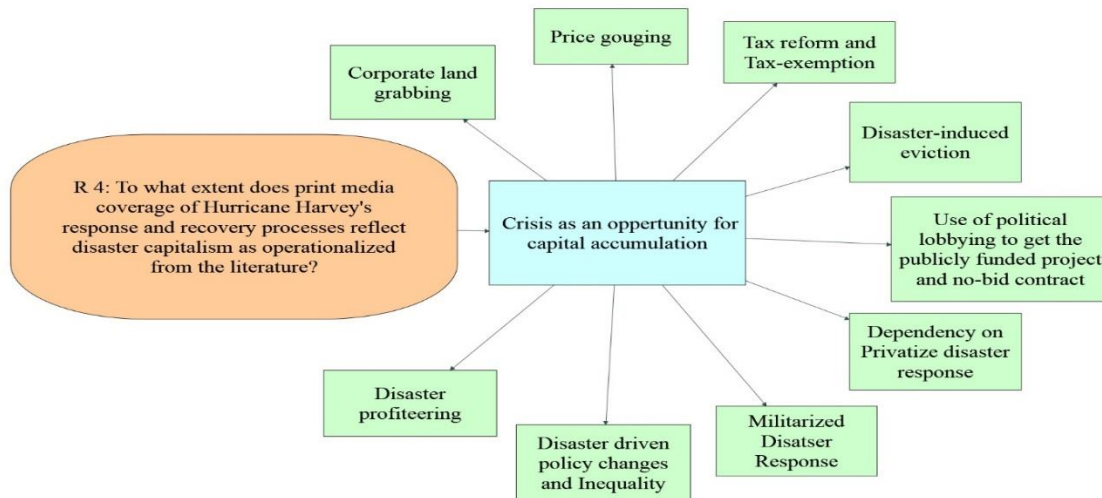 Price gouging
Tax reform and
Tax-exemption
Corporate land
grabbing
Disaster-induced
eviction
R 4: To what extent does print media
coverage of Hurricane Harvey's
response and recovery processes reflect
disaster capitalism as operationalized
from the literature?
Crisis as an oppertunity for
capital accumulation
Use of political
lobbying to get the
publicly funded project
and no-bid contract
Dependency on
Privatize disaster
response
Disaster
profiteering
Disaster driven
policy changes
and Inequality
Militarized
Disatser
Response